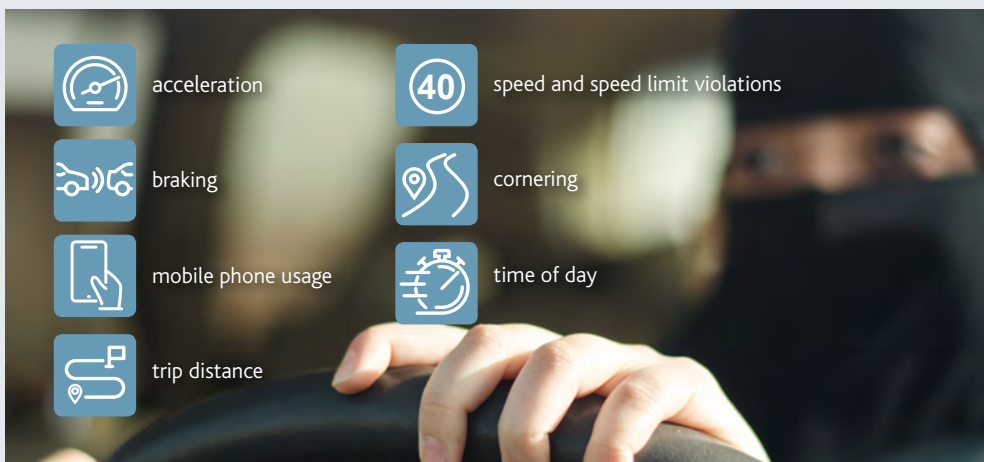 acceleration
braking
mobile phone usage
trip distance
40
speed and speed limit violations
cornering
time of day